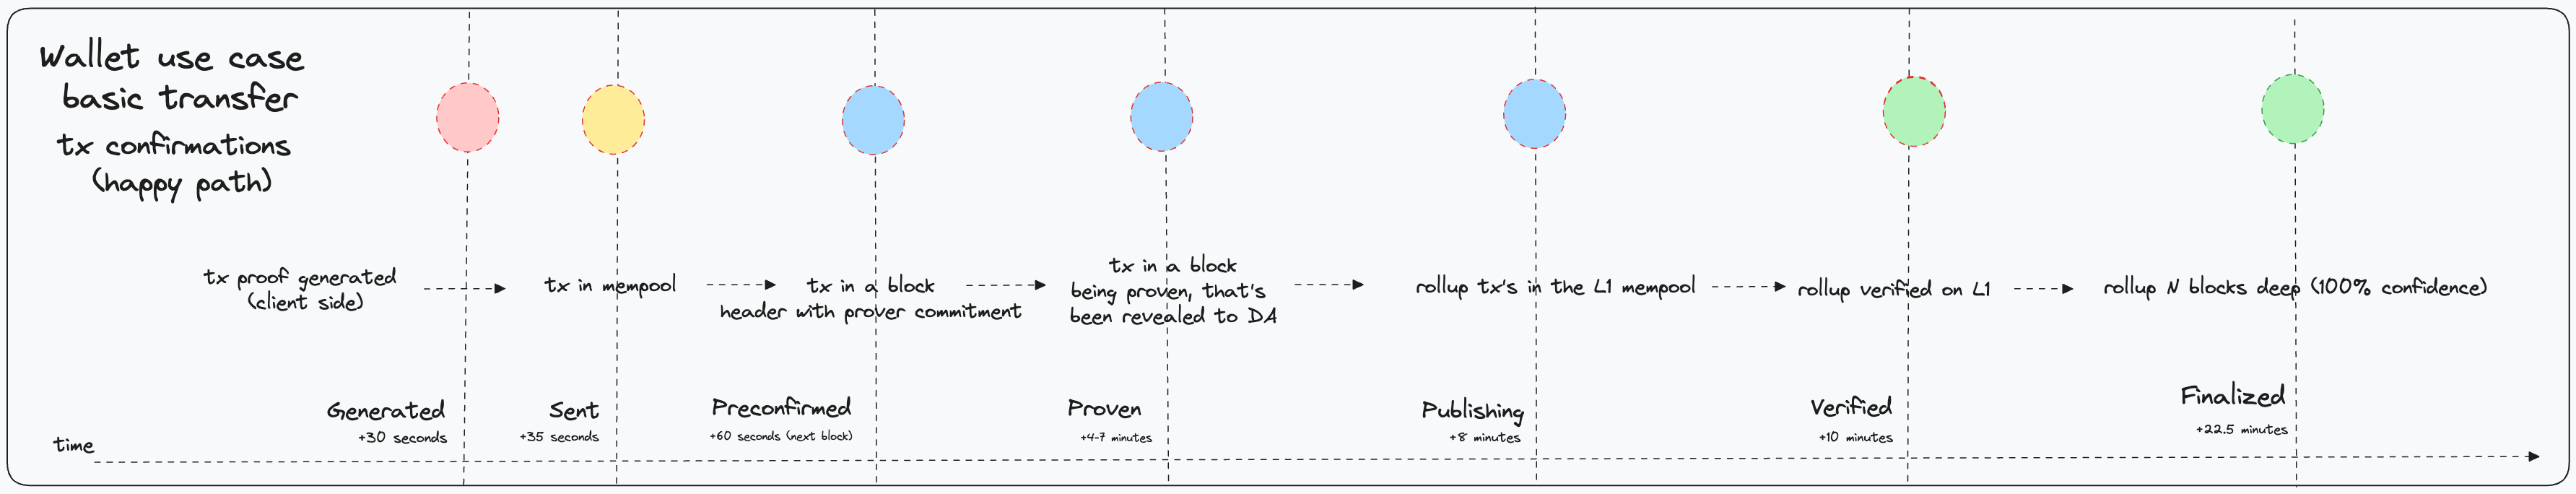 Wallet use case
basic transfer
tx confirmations
(happy path)
tx proof generated
(client side)
tx in mempool
tx in a block
header with prover commitment
tx in a block
being proven, that's
been revealed to DA
rollup tx's in the L1 mempool
rollup verified on L1
rollup N blocks deep (100% confidence)
Generated
+30 seconds
Sent
+35 seconds
Preconfirmed
+60 seconds (next block)
Proven
+4-7 minutes
Publishing
+8 minutes
Verified
+10 minutes
Finalized
+22.5 minutes
time